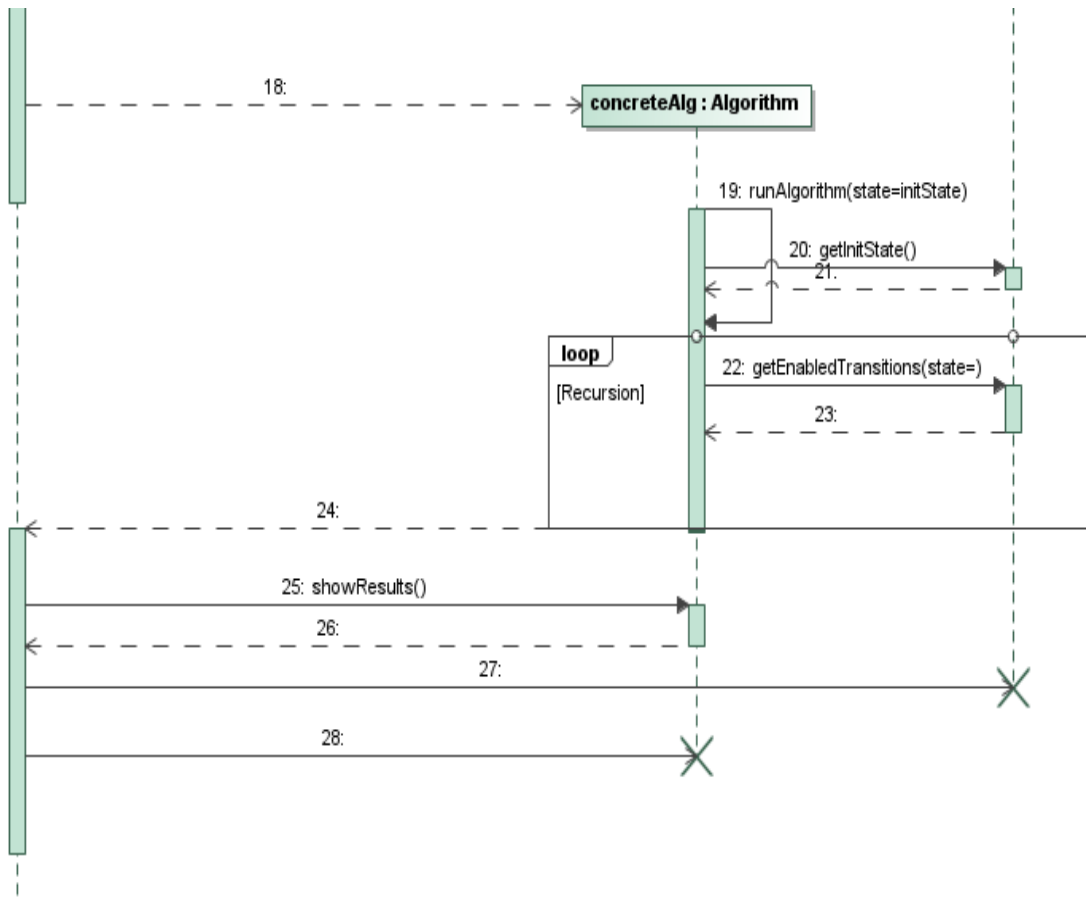 18:
concreteAlg : Algorithm
19: runAlgorithm(state=initState)
20: getInitState()
21:
loop
22: getEnabledTransitions(state=)
[Recursion]
23:
24:
25: showResults()
26:
27:
28: